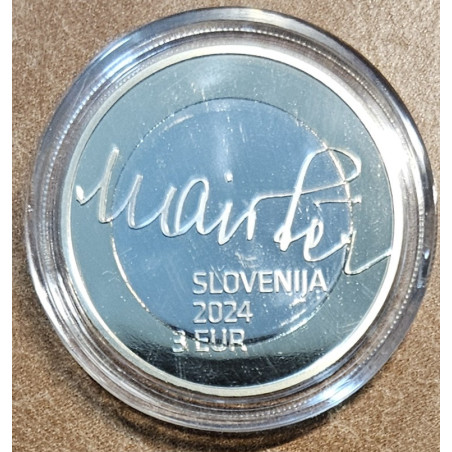 Maister
SLOVENIJA
2024
3 EUR